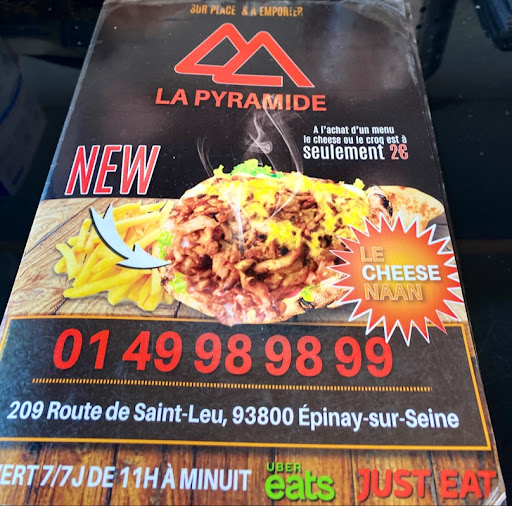 SUR PLACE & A EMPORTER
LA PYRAMIDE
A l'achat d'un menu
le cheese ou le croq est à
seulement 2€
NEW
LE
CHEESE
NAAN
01 49 98 98 99
209 Route de Saint-Leu, 93800 Épinay-sur-Seine
VERT 7/7J DE 11H À MINUIT
UBER
eats
JUST EAT